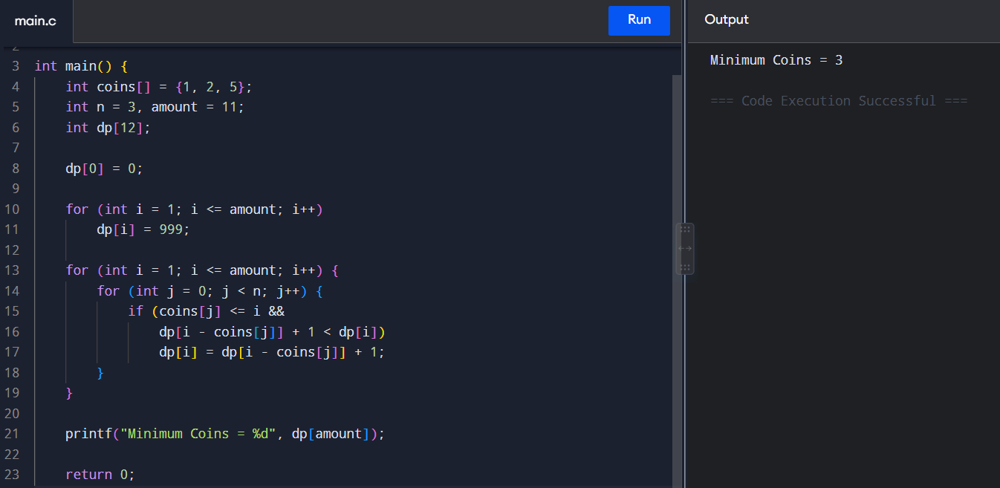 main.c
Run
Output
2
3 int main() {
4     int coins[] = {1, 2, 5};
5     int n = 3, amount = 11;
6     int dp[12];
7
8     dp[0] = 0;
9
10     for (int i = 1; i <= amount; i++)
11         dp[i] = 999;
12
13     for (int i = 1; i <= amount; i++) {
14         for (int j = 0; j < n; j++) {
15             if (coins[j] <= i &&
16                 dp[i - coins[j]] + 1 < dp[i])
17                 dp[i] = dp[i - coins[j]] + 1;
18         }
19     }
20
21     printf("Minimum Coins = %d", dp[amount]);
22
23     return 0;
Minimum Coins = 3
=== Code Execution Successful ===